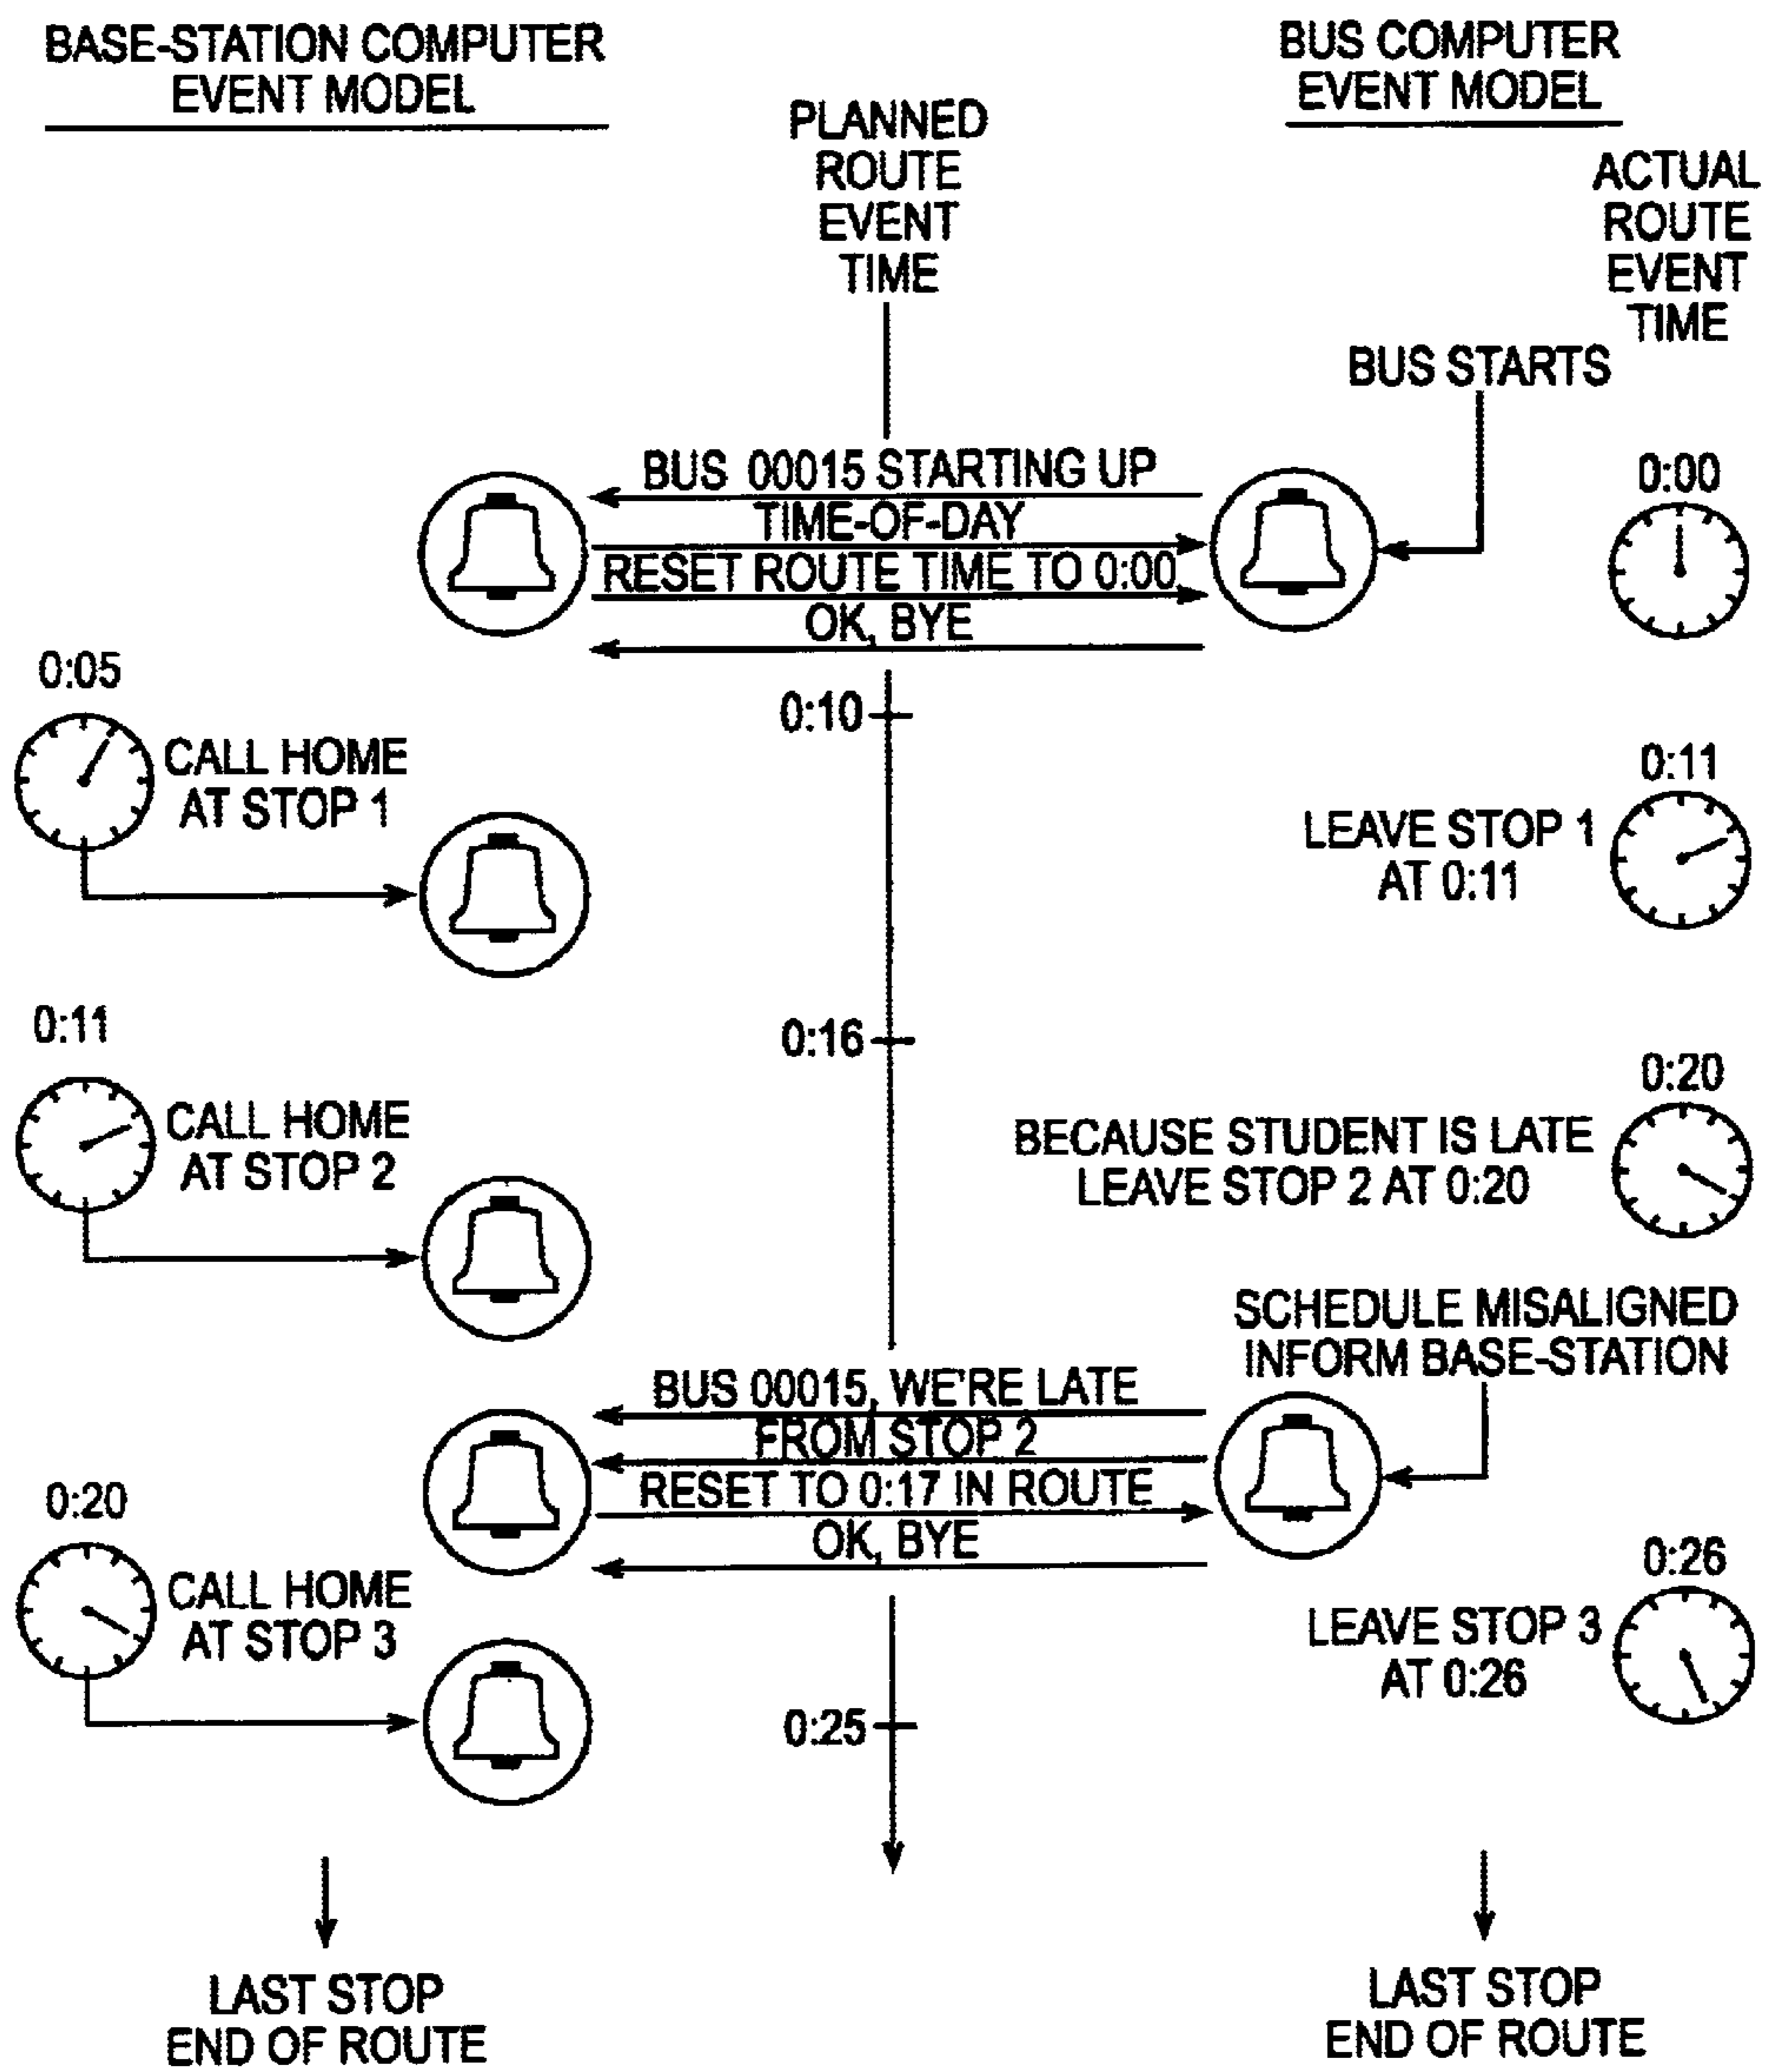 BASE-STATION COMPUTER
EVENT MODEL
BUS COMPUTER
EVENT MODEL
PLANNED
ROUTE
EVENT
TIME
ACTUAL
ROUTE
EVENT
TIME
BUS STARTS
BUS 00015 STARTING UP
TIME-OF-DAY
RESET ROUTE TIME TO 0:00
OK, BYE
0:00
0:05
CALL HOME
AT STOP 1
0:10
0:11
LEAVE STOP 1
AT 0:11
0:11
CALL HOME
AT STOP 2
0:16
0:20
BECAUSE STUDENT IS LATE
LEAVE STOP 2 AT 0:20
SCHEDULE MISALIGNED
INFORM BASE-STATION
BUS 00015, WE'RE LATE
FROM STOP 2
RESET TO 0:17 IN ROUTE
OK, BYE
0:20
CALL HOME
AT STOP 3
0:26
LEAVE STOP 3
AT 0:26
0:25
LAST STOP
END OF ROUTE
LAST STOP
END OF ROUTE